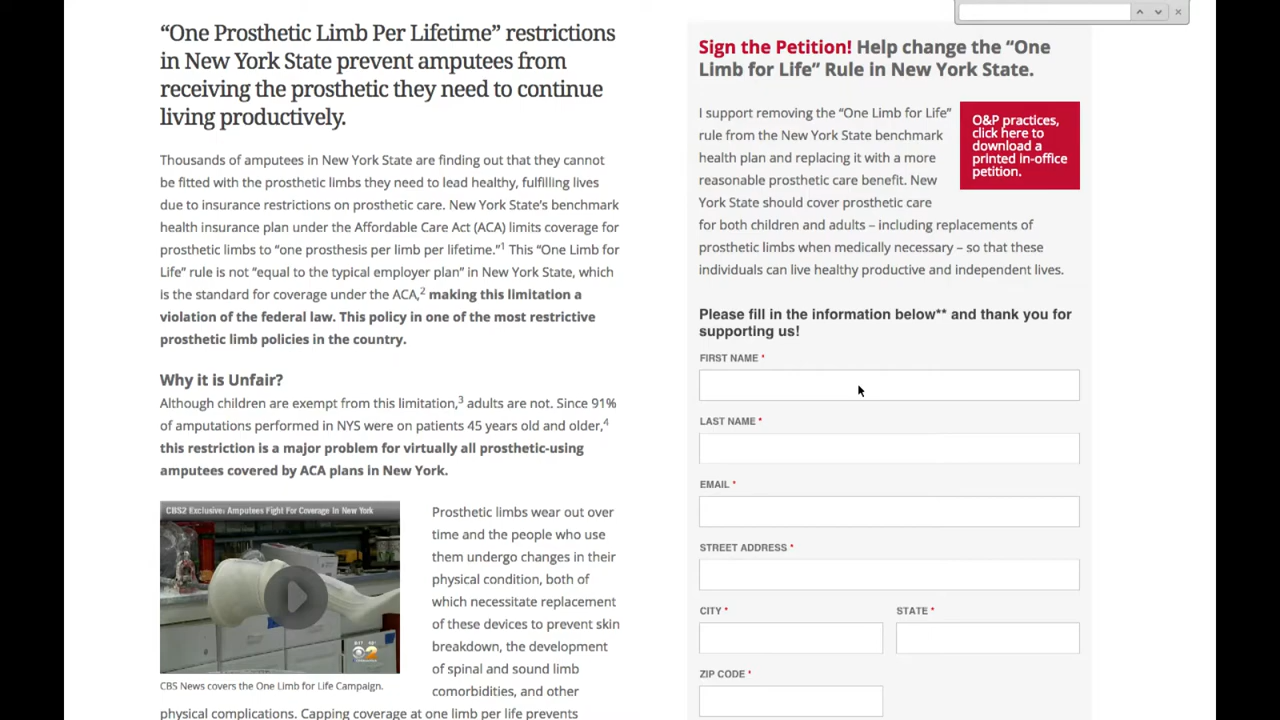 “One Prosthetic Limb Per Lifetime” restrictions
in New York State prevent amputees from
receiving the prosthetic they need to continue
living productively.
Thousands of amputees in New York State are finding out that they cannot
be fitted with the prosthetic limbs they need to lead healthy, fulfilling lives
due to insurance restrictions on prosthetic care. New York State’s benchmark
health insurance plan under the Affordable Care Act (ACA) limits coverage for
prosthetic limbs to “one prosthesis per limb per lifetime.”1 This “One Limb for
Life” rule is not “equal to the typical employer plan” in New York State, which
is the standard for coverage under the ACA,2 making this limitation a
violation of the federal law. This policy in one of the most restrictive
prosthetic limb policies in the country.
Why it is Unfair?
Although children are exempt from this limitation,3 adults are not. Since 91%
of amputations performed in NYS were on patients 45 years old and older,4
this restriction is a major problem for virtually all prosthetic-using
amputees covered by ACA plans in New York.
CBS2 Exclusive: Amputees Fight For Coverage In New York
2
CBS News covers the One Limb for Life Campaign.
Prosthetic limbs wear out over
time and the people who use
them undergo changes in their
physical condition, both of
which necessitate replacement
of these devices to prevent skin
breakdown, the development
of spinal and sound limb
comorbidities, and other
physical complications. Capping coverage at one limb per life prevents
Sign the Petition! Help change the “One
Limb for Life” Rule in New York State.
I support removing the “One Limb for Life”
rule from the New York State benchmark
health plan and replacing it with a more
reasonable prosthetic care benefit. New
York State should cover prosthetic care
for both children and adults – including replacements of
prosthetic limbs when medically necessary – so that these
individuals can live healthy productive and independent lives.
O&P practices,
click here to
download a
printed in-office
petition.
Please fill in the information below** and thank you for
supporting us!
FIRST NAME *
LAST NAME *
EMAIL *
STREET ADDRESS *
CITY * STATE *
ZIP CODE *